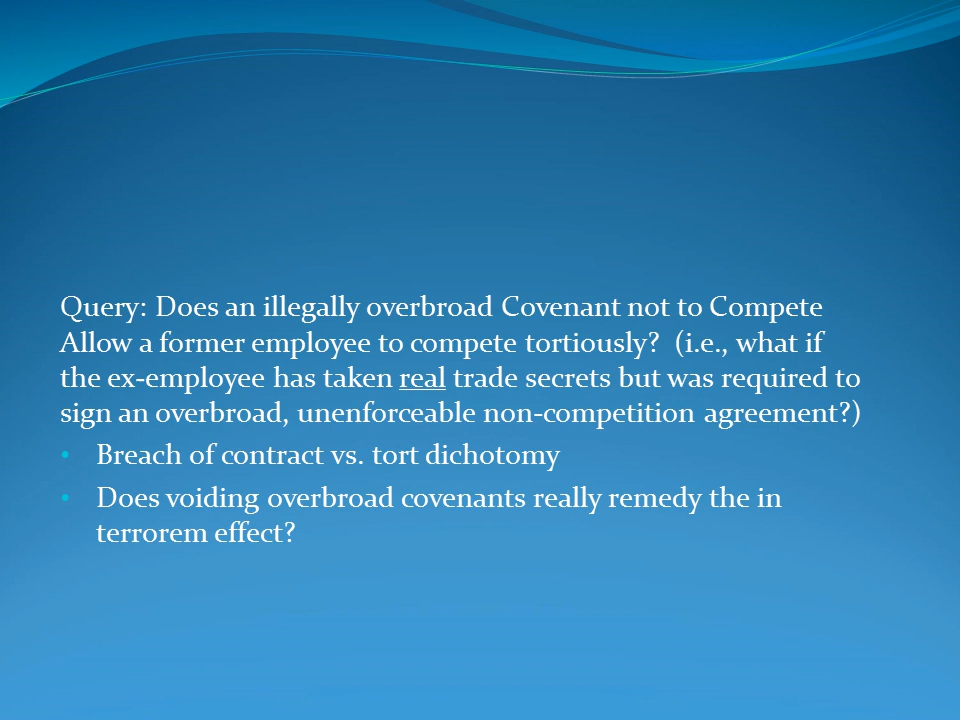 Query: Does an illegally overbroad Covenant not to Compete
Allow a former employee to compete tortiously?  (i.e., what if
the ex-employee has taken real trade secrets but was required to
sign an overbroad, unenforceable non-competition agreement?)
• Breach of contract vs. tort dichotomy
• Does voiding overbroad covenants really remedy the in
terrorem effect?